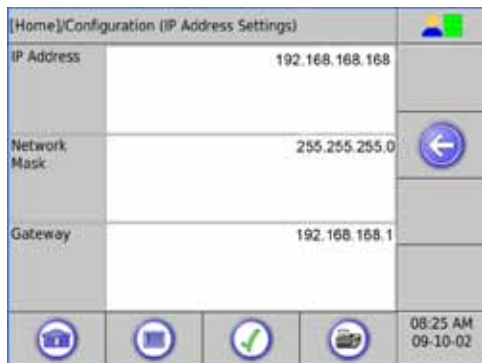 [Home]/Configuration (IP Address Settings)
IP Address
192.168.168.168
Network
Mask
255.255.255.0
Gateway
192.168.168.1
08:25 AM
09-10-02